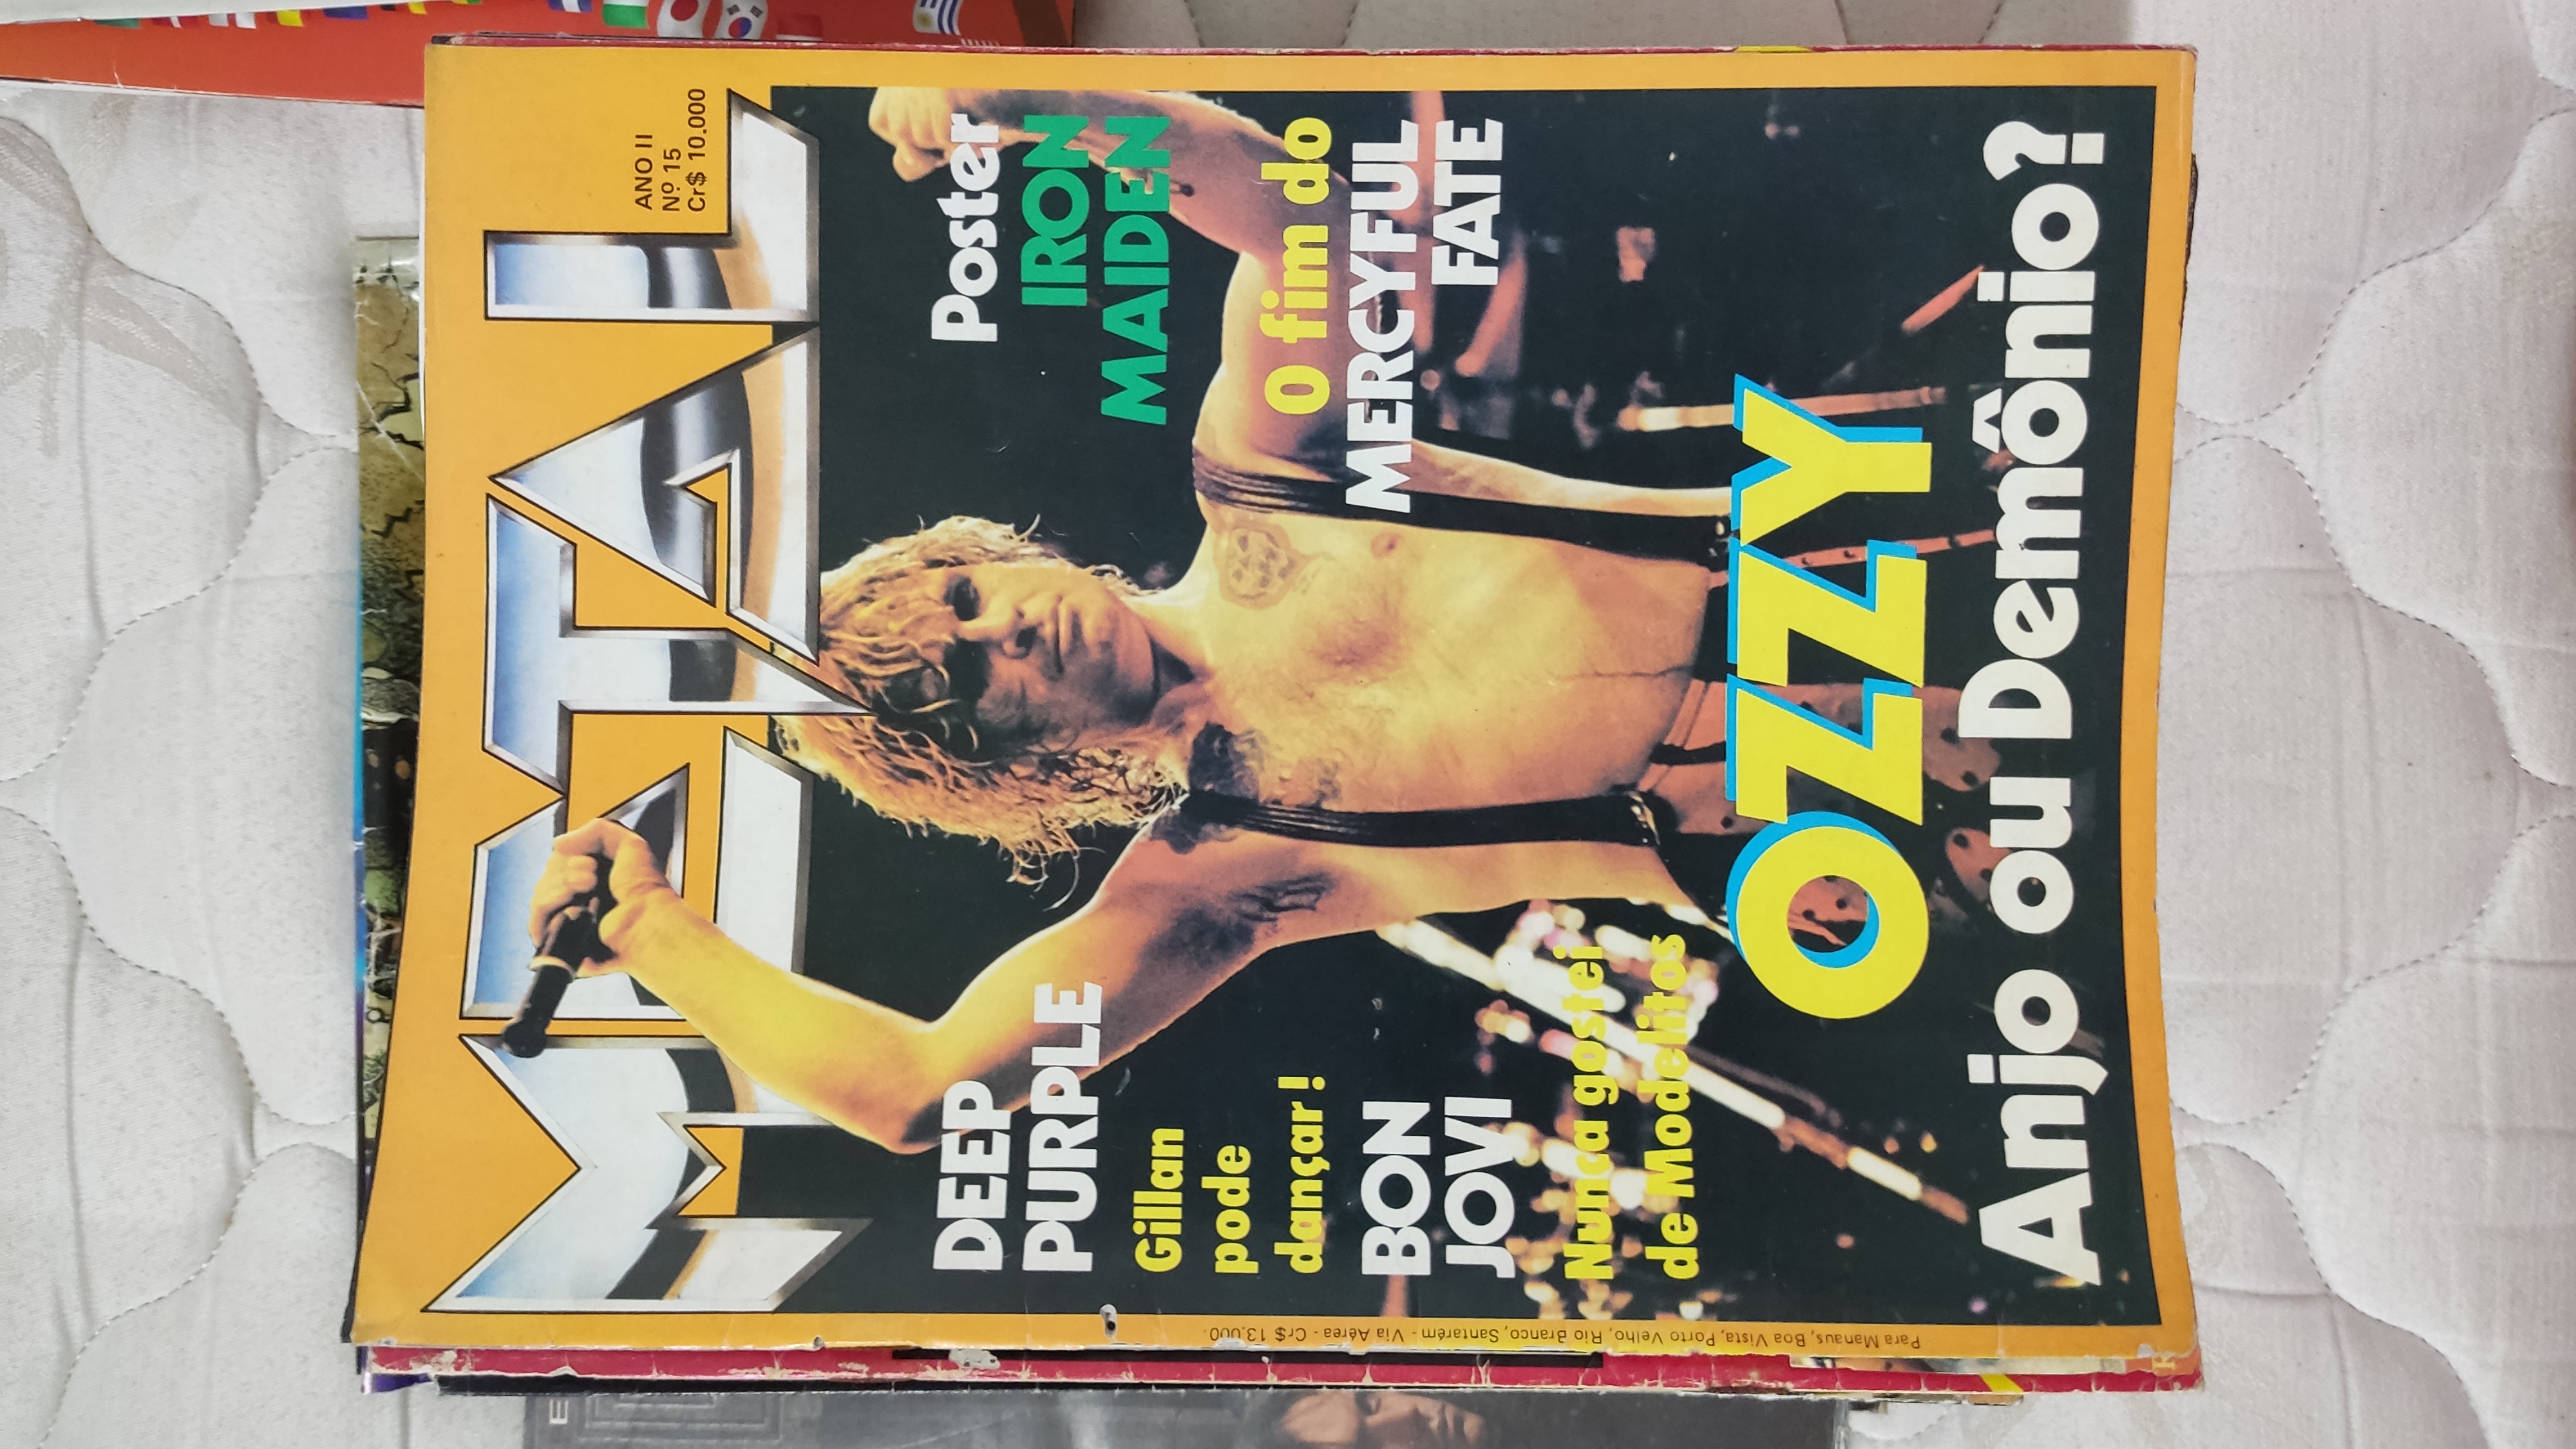 METAL
ANO II
Nº 15
Cr$ 10.000
DEEP
PURPLE
Gillan
pode
dançar!
BON
JOVI
Nunca gostei
de Modelitos
Poster
IRON
MAIDEN
O fim do
MERCYFUL
FATE
OZZY
Anjo ou Demônio?
Para Manaus, Boa Vista, Porto Velho, Rio Branco, Santarém - Via Aérea - Cr$ 13.000
E
R